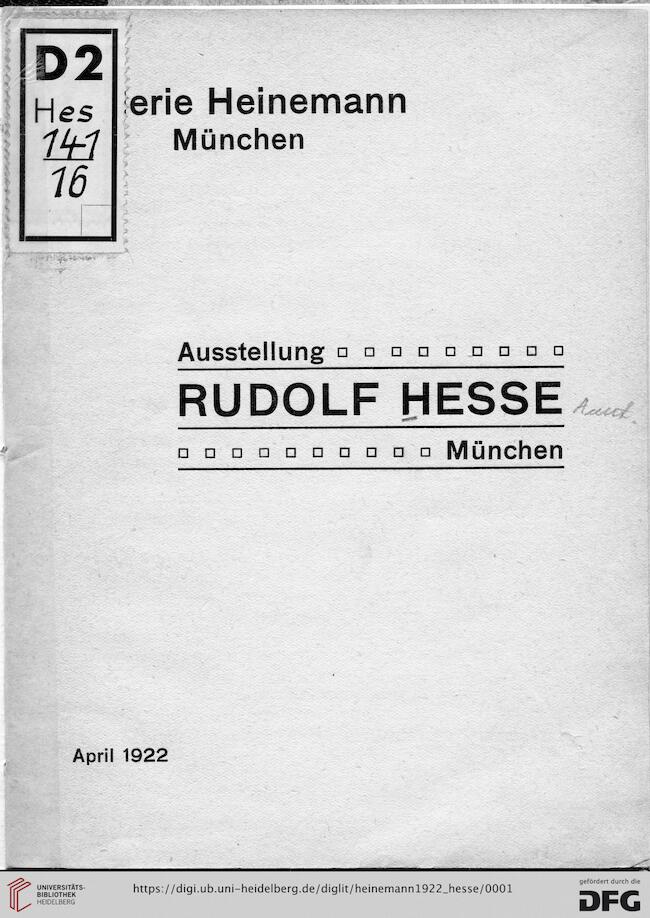 D2
Hes
141
16
erie Heinemann
München
Ausstellung
RUDOLF HESSE
München
April 1922
UNIVERSITÄTS-
BIBLIOTHEK
HEIDELBERG
https://digi.ub.uni-heidelberg.de/diglit/heinemann1922_hesse/0001
gefördert durch die
DFG